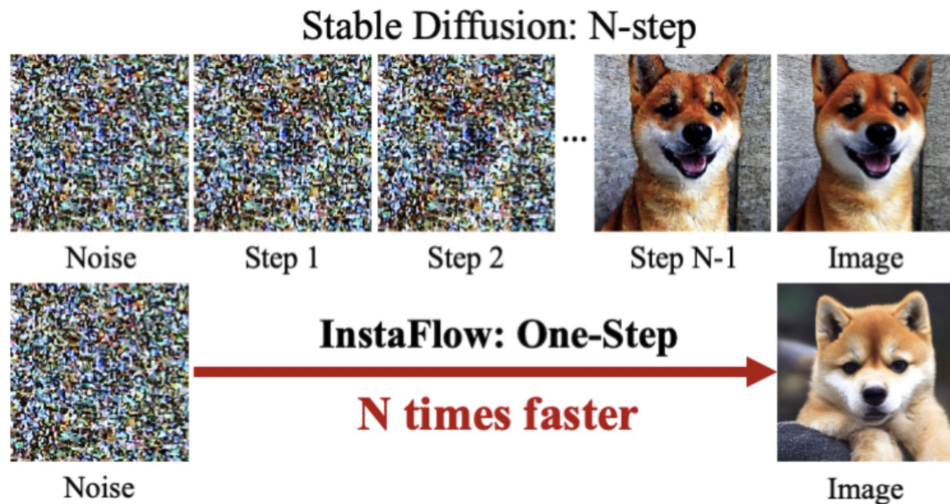 Stable Diffusion: N-step
...
Noise Step 1 Step 2 Step N-1 Image
InstaFlow: One-Step
N times faster
Noise Image